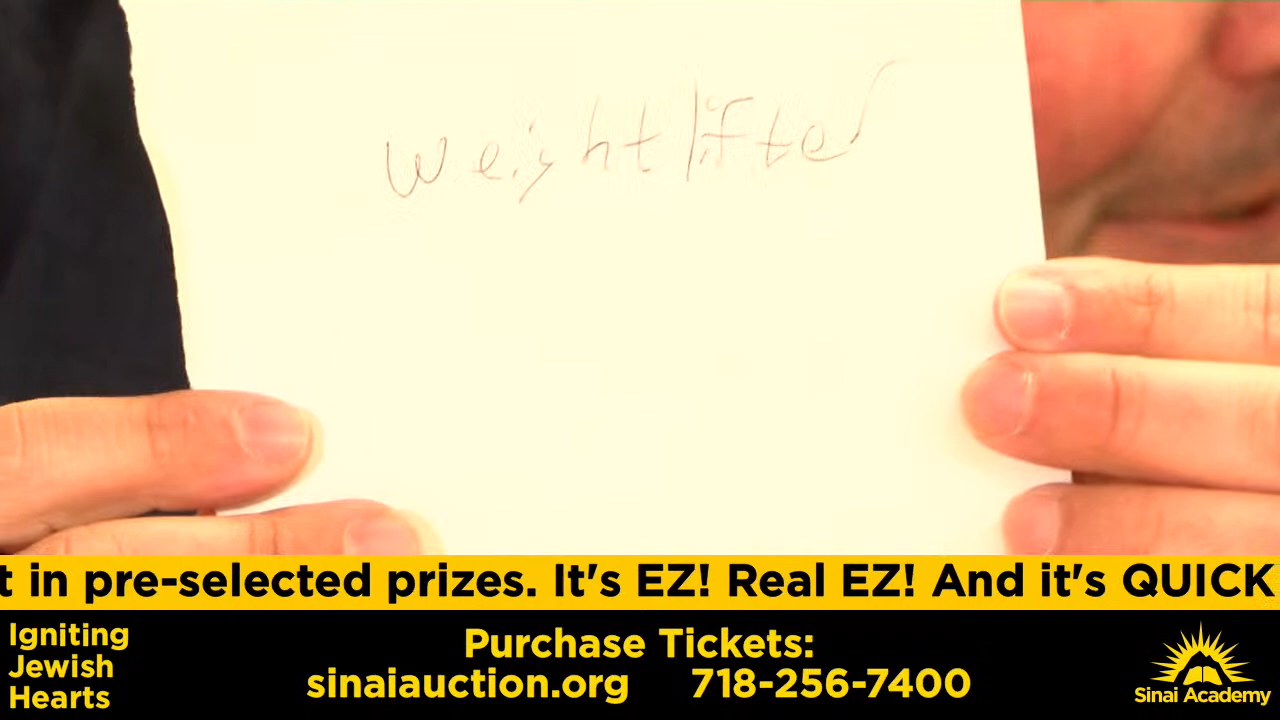 weightlifter
t in pre-selected prizes. It's EZ! Real EZ! And it's QUICK
Igniting
Jewish
Hearts
Purchase Tickets:
sinaiauction.org 718-256-7400
Sinai Academy